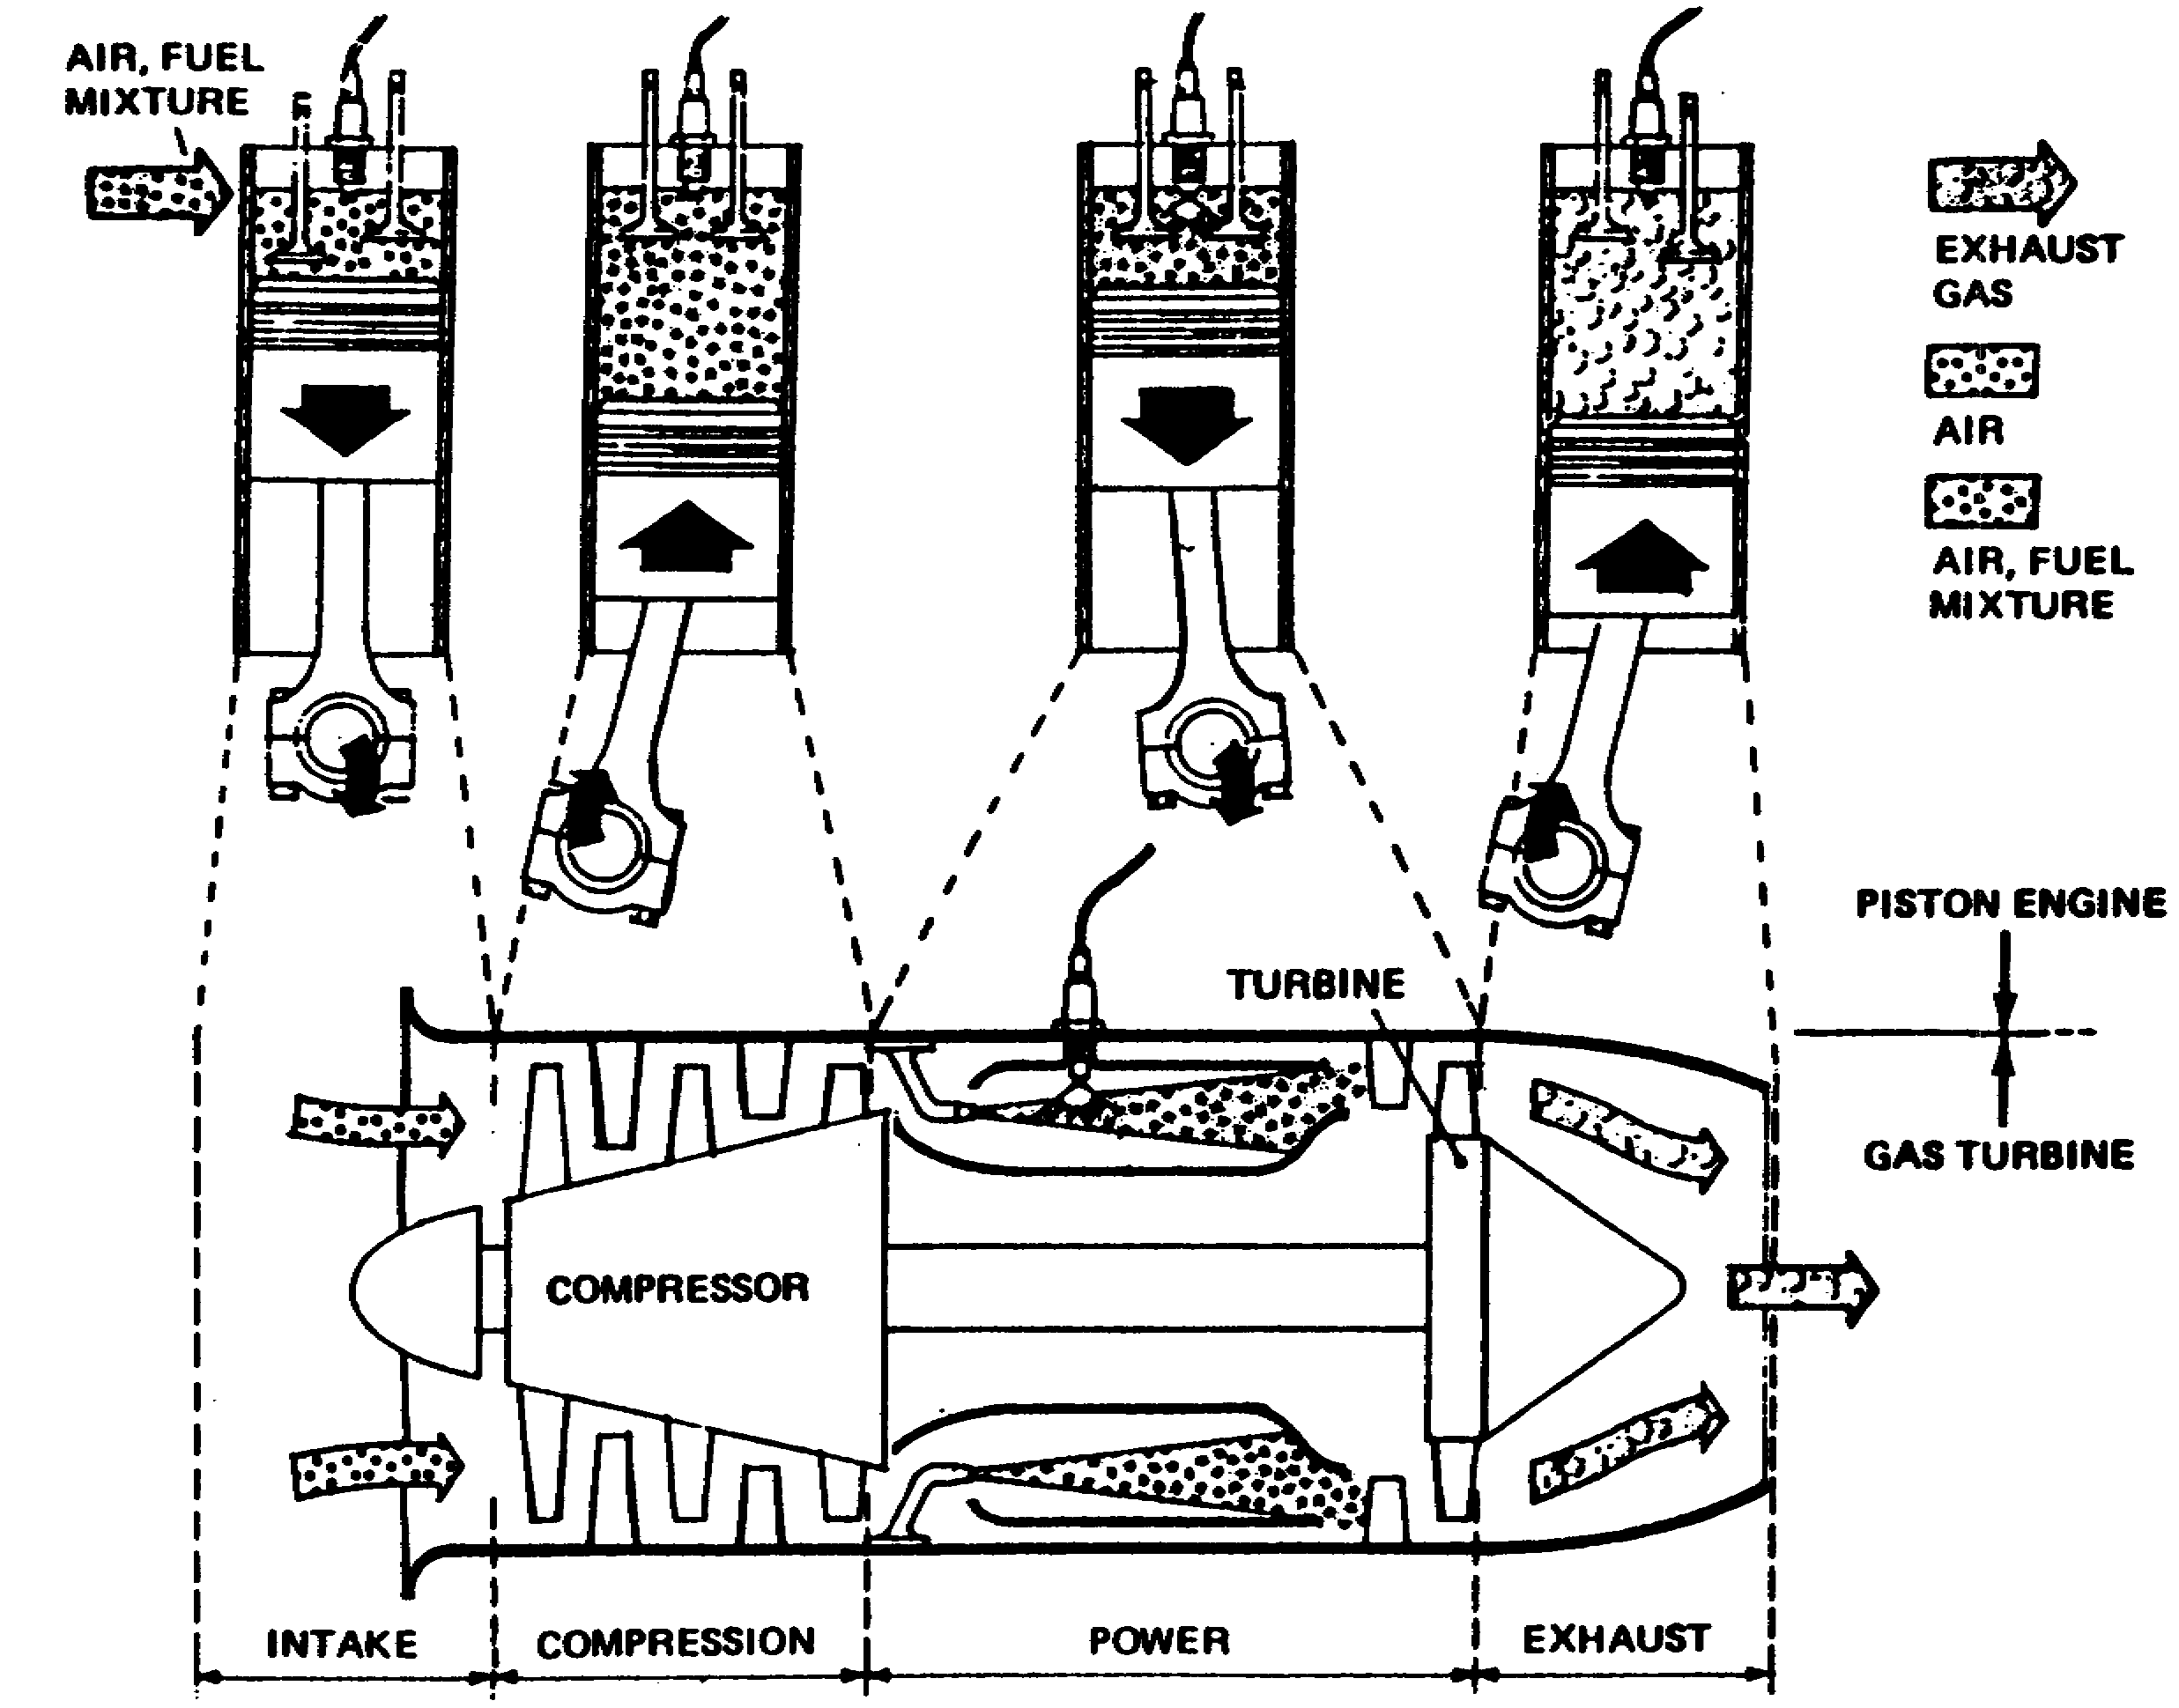 AIR, FUEL
MIXTURE
EXHAUST
GAS
AIR
AIR, FUEL
MIXTURE
PISTON ENGINE
TURBINE
GAS TURBINE
COMPRESSOR
INTAKE
COMPRESSION
POWER
EXHAUST